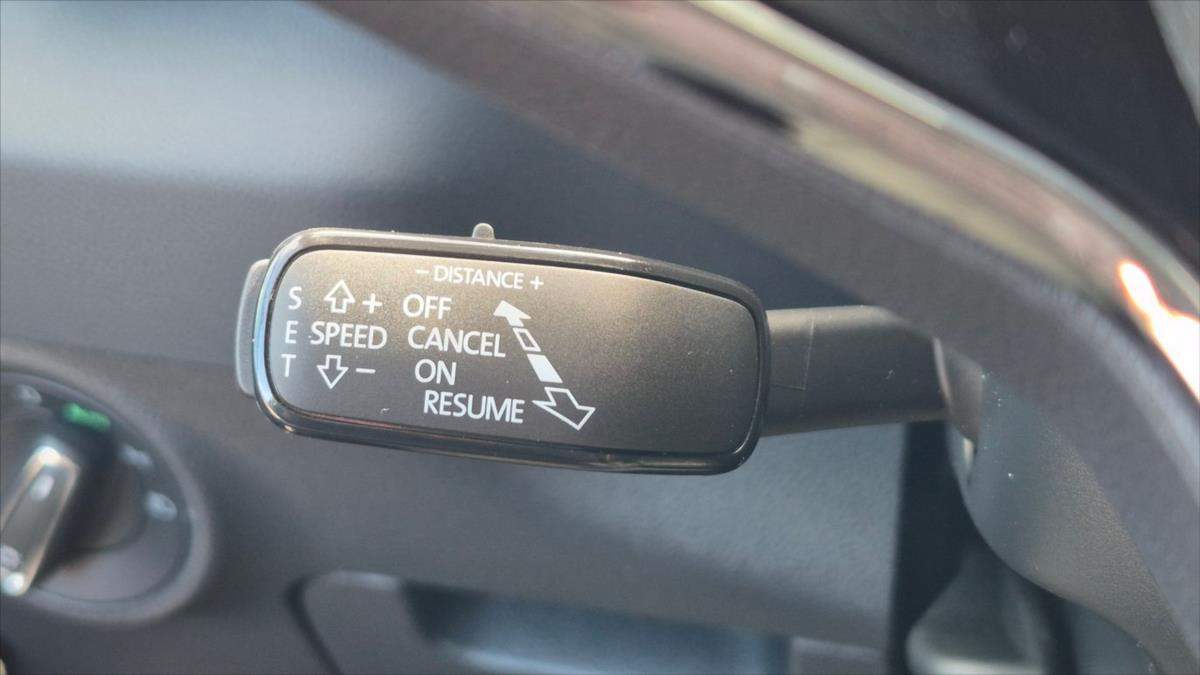 - DISTANCE +
S + OFF
E SPEED CANCEL
T - ON
RESUME